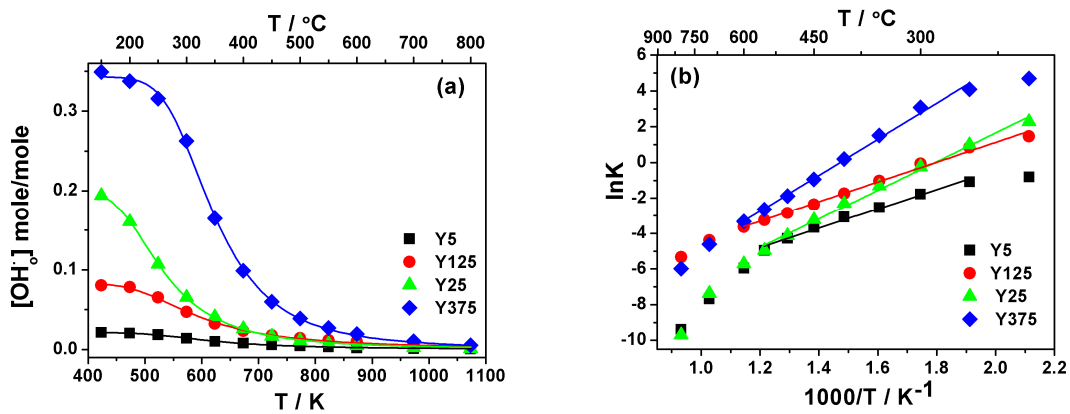 T / °C
200 300 400 500 600 700 800
(a)
[OH•o] mole/mole
0.3
0.2
0.1
0.0
Y5
Y125
Y25
Y375
400 500 600 700 800 900 1000 1100
T / K
T / °C
900 750 600 450 300
(b)
lnK
6
4
2
0
-2
-4
-6
-8
-10
Y5
Y125
Y25
Y375
1.0 1.2 1.4 1.6 1.8 2.0 2.2
1000/T / K-1